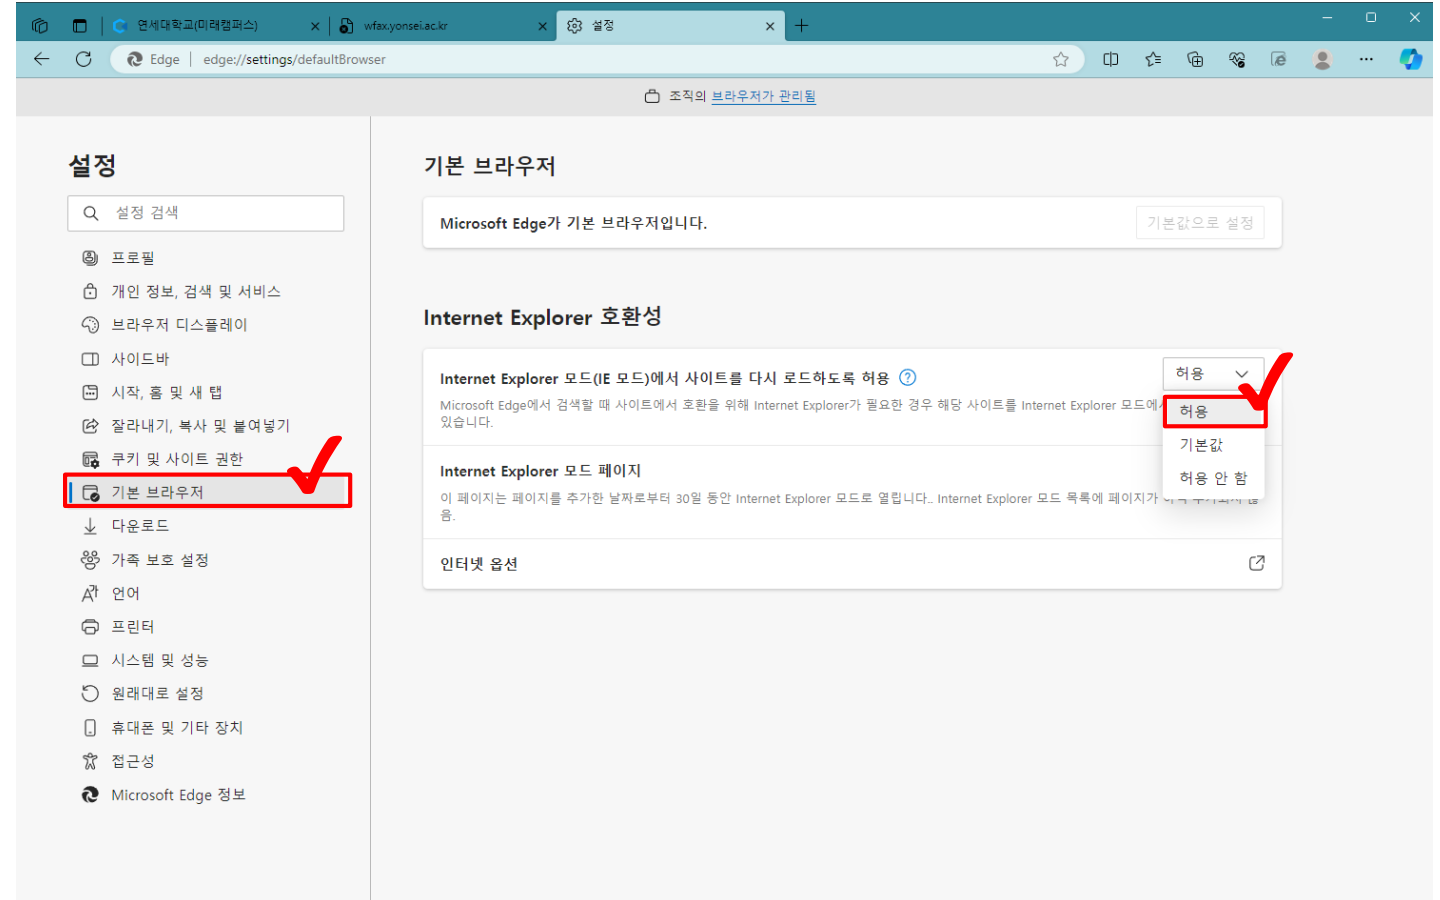 연세대학교(미래캠퍼스)
wfax.yonsei.ac.kr
설정
Edge | edge://settings/defaultBrowser
조직의 브라우저가 관리됨
설정
설정 검색
프로필
개인 정보, 검색 및 서비스
브라우저 디스플레이
사이드바
시작, 홈 및 새 탭
잘라내기, 복사 및 붙여넣기
쿠키 및 사이트 권한
기본 브라우저
다운로드
가족 보호 설정
언어
프린터
시스템 및 성능
원래대로 설정
휴대폰 및 기타 장치
접근성
Microsoft Edge 정보
기본 브라우저
Microsoft Edge가 기본 브라우저입니다.
기본값으로 설정
Internet Explorer 호환성
Internet Explorer 모드(IE 모드)에서 사이트를 다시 로드하도록 허용
허용
Microsoft Edge에서 검색할 때 사이트에서 호환을 위해 Internet Explorer가 필요한 경우 해당 사이트를 Internet Explorer 모드에
있습니다.
허용
기본값
허용 안 함
Internet Explorer 모드 페이지
이 페이지는 페이지를 추가한 날짜로부터 30일 동안 Internet Explorer 모드로 열립니다.. Internet Explorer 모드 목록에 페이지가
음.
인터넷 옵션